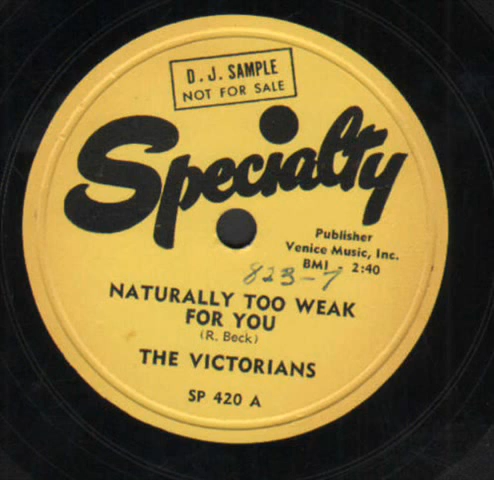 D. J. SAMPLE
NOT FOR SALE
Specialty
Publisher
Venice Music, Inc.
BMI 2:40
823-7
NATURALLY TOO WEAK
FOR YOU
(R. Beck)
THE VICTORIANS
SP 420 A